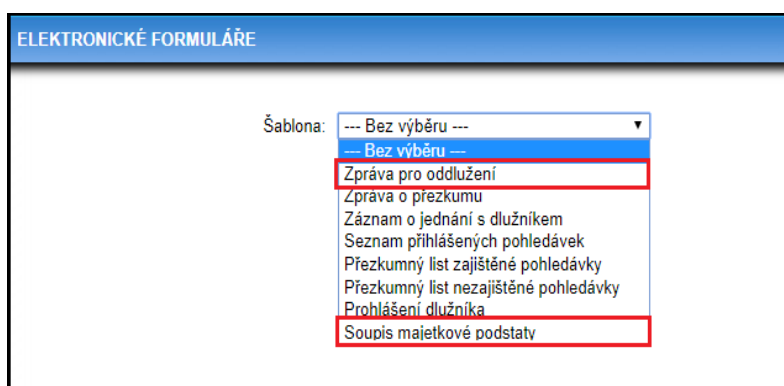 ELEKTRONICKÉ FORMULÁŘE
Šablona: --- Bez výběru ---
--- Bez výběru ---
Zpráva pro oddlužení
Zpráva o přezkumu
Záznam o jednání s dlužníkem
Seznam přihlášených pohledávek
Přezkumný list zajištěné pohledávky
Přezkumný list nezajištěné pohledávky
Prohlášení dlužníka
Soupis majetkové podstaty